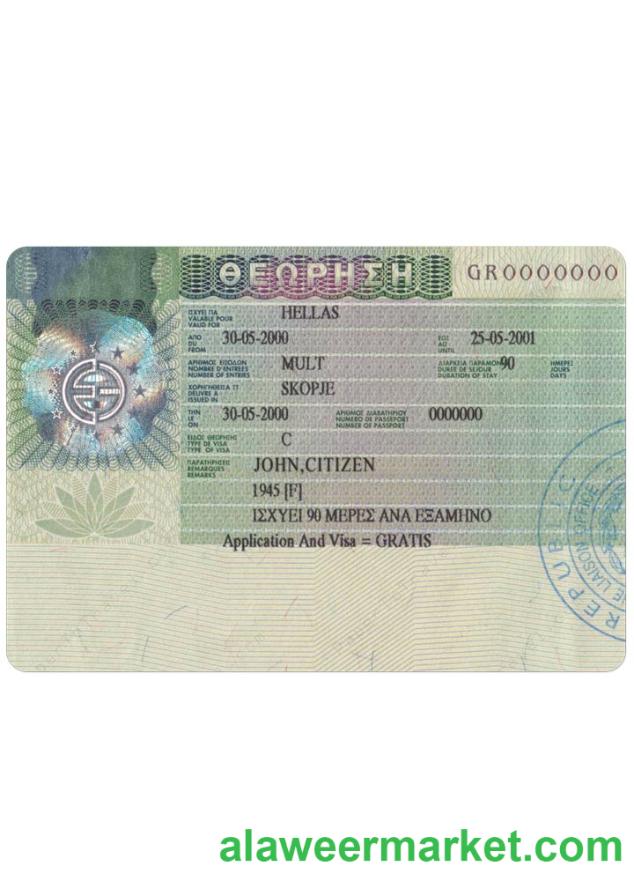 ΘΕΩΡΗΣΗ GR0000000
ΙΣΧΥΕΙ ΓΙΑ
VALABLE POUR HELLAS
VALID FOR
ΑΠΟ ΕΩΣ
DU 30-05-2000 AU 25-05-2001
FROM UNTIL
ΑΡΙΘΜΟΣ ΕΙΣΟΔΩΝ ΔΙΑΡΚΕΙΑ ΠΑΡΑΜΟΝ ΗΜΕΡΕΣ
NOMBRE D'ENTREES MULT DUREE DE SEJOUR 90 JOURS
NUMBER OF ENTRIES DURATION OF STAY DAYS
DELIVRE A SKOPJE
ISSUED IN
ΤΗΝ ΑΡΙΘΜΟΣ ΔΙΑΒΑΤΗΡΙΟΥ
LE 30-05-2000 NUMERO DE PASSEPORT 0000000
ON NUMBER OF PASSPORT
ΕΙΔΟΣ ΘΕΩΡΗΣΗΣ
TYPE DE VISA C
TYPE OF VISA
ΠΑΡΑΤΗΡΗΣΕΙΣ
REMARQUES JOHN,CITIZEN
REMARKS
1945 [F]
ΙΣΧΥΕΙ 90 ΜΕΡΕΣ ΑΝΑ ΕΞΑΜΗΝΟ
Application And Visa = GRATIS
REPUBLIC
LIAISON OFFICE
alaweermarket.com